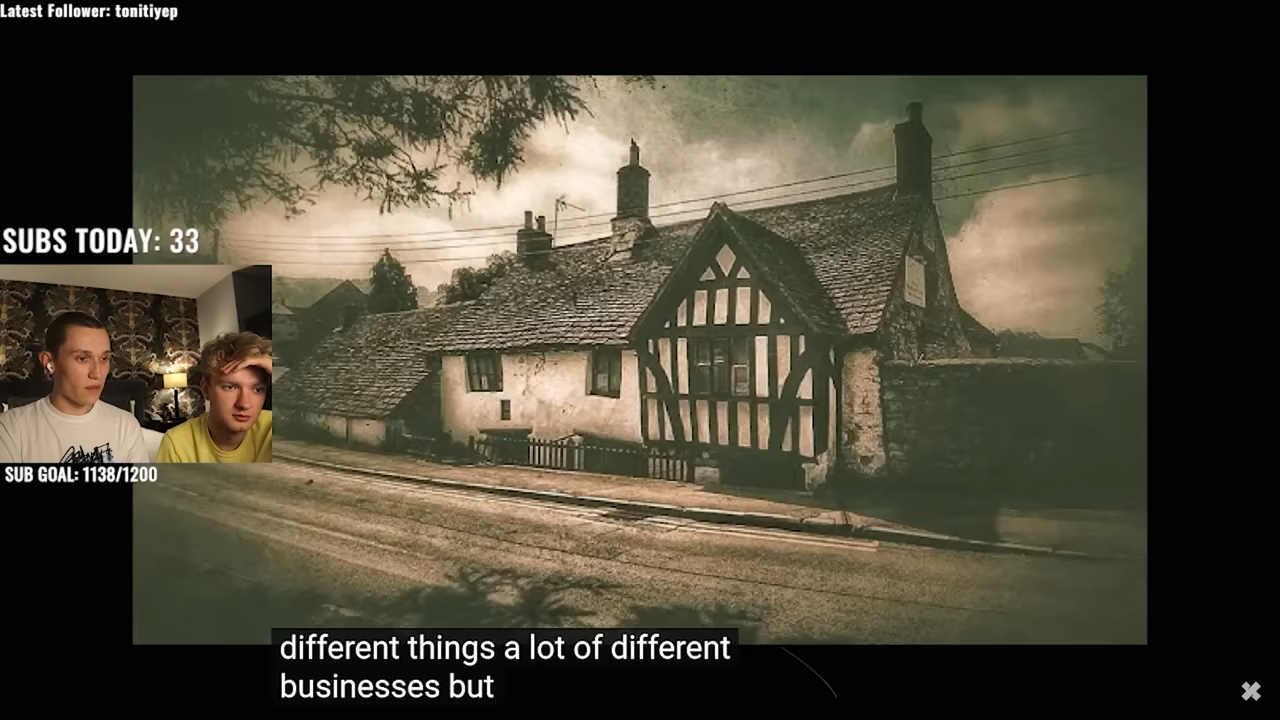 Latest Follower: tonitiyep
SUBS TODAY: 33
SUB GOAL: 1138/1200
different things a lot of different
businesses but